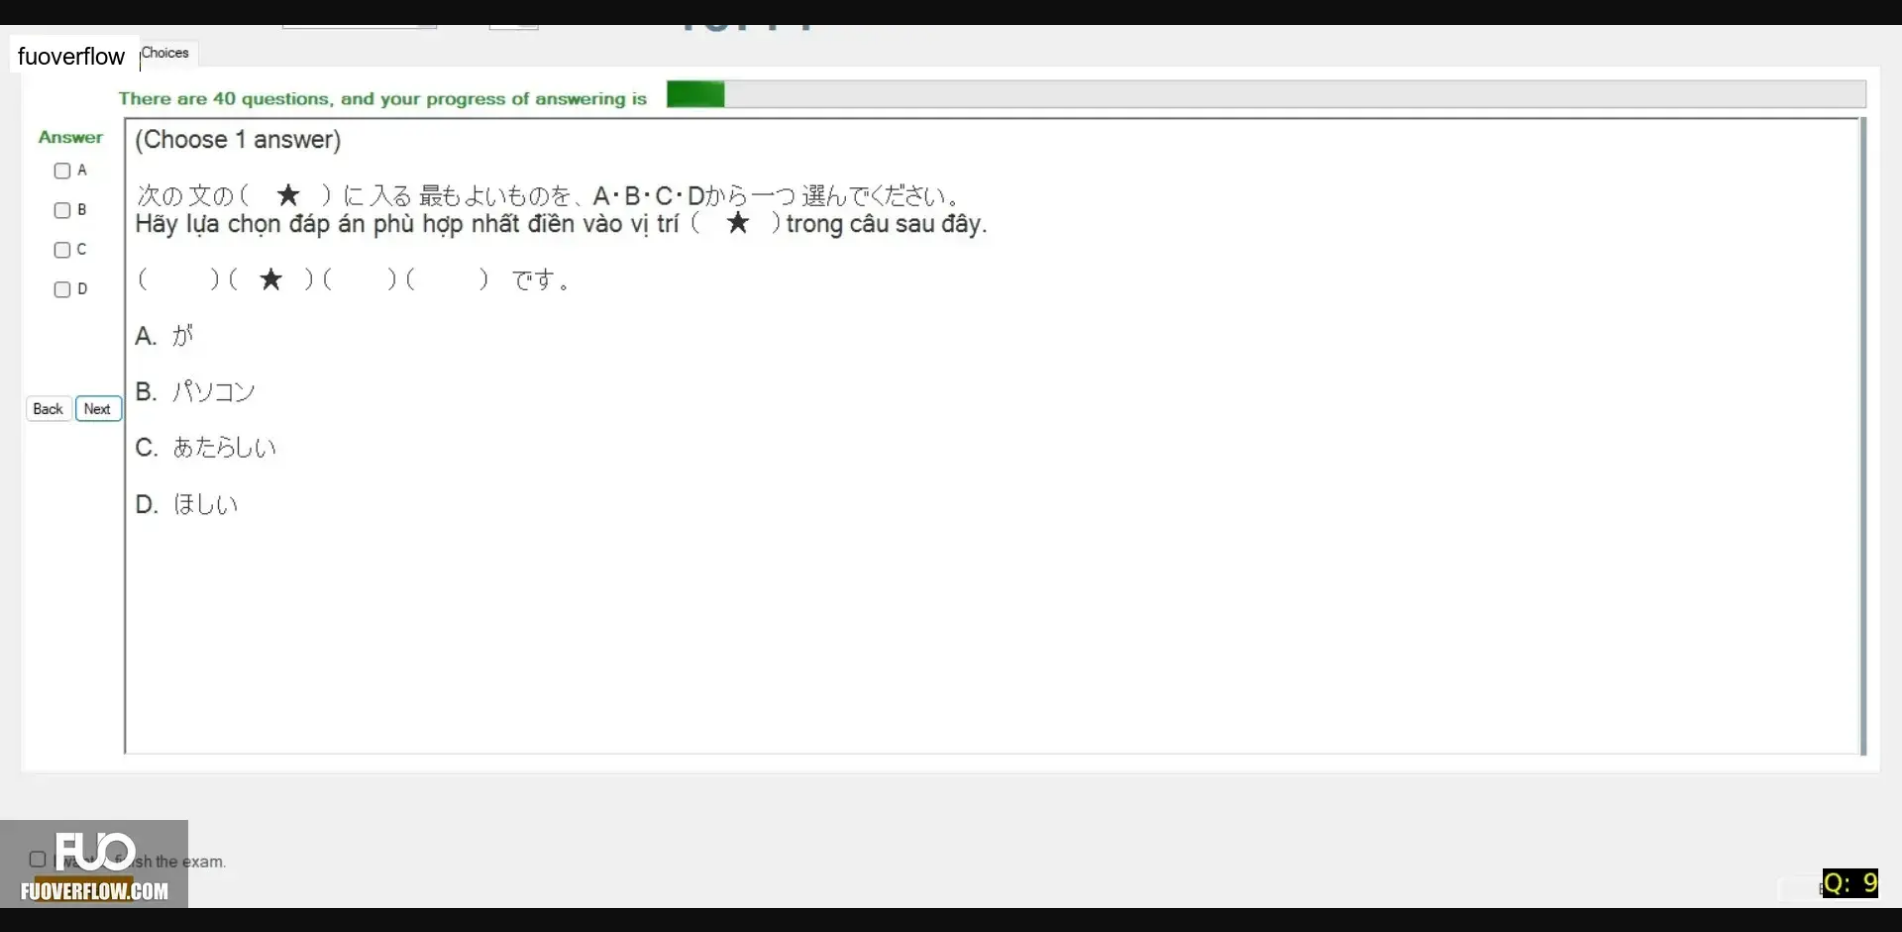 fuoverflow
Choices
There are 40 questions, and your progress of answering is
Answer
(Choose 1 answer)
A
B
C
D
次の文の( ★ )に入る最もよいものを、A・B・C・Dから一つ選んでください。
Hãy lựa chọn đáp án phù hợp nhất điền vào vị trí ( ★ )trong câu sau đây.
( )( ★ )( )( ) です。
A. が
B. パソコン
C. あたらしい
D. ほしい
Back Next
FUO
sh the exam.
FUOVERFLOW.COM
Q: 9